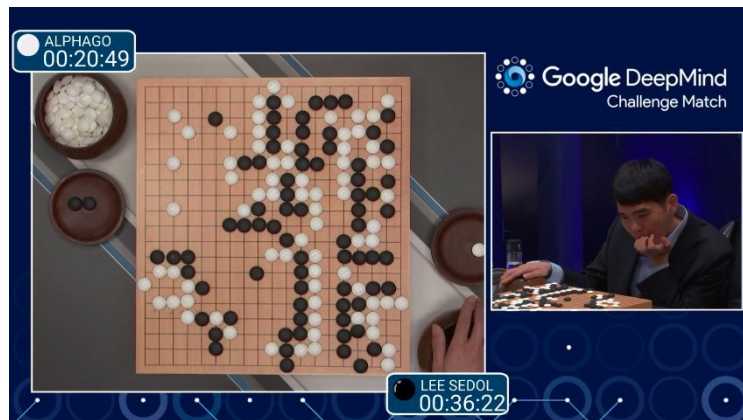 ALPHAGO
00:20:49
Google DeepMind
Challenge Match
LEE SEDOL
00:36:22